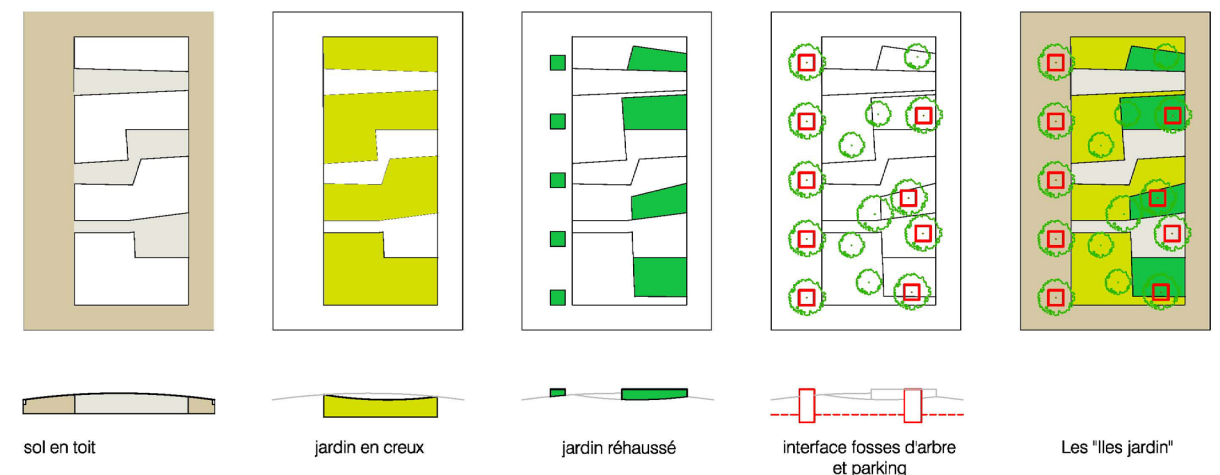 sol en toit
jardin en creux
jardin réhaussé
interface fosses d'arbre
et parking
Les "Iles jardin"